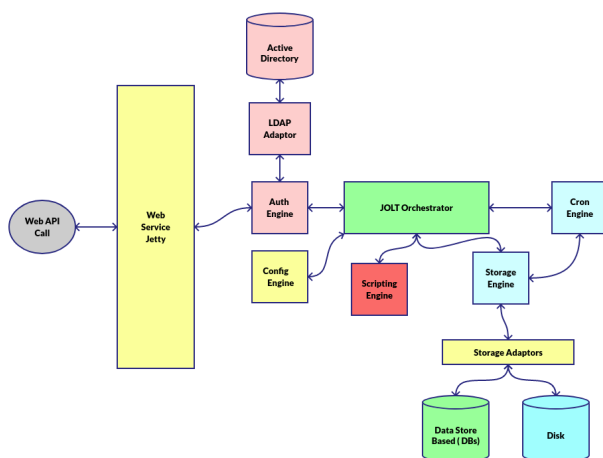 Active
Directory
LDAP
Adaptor
Web API
Call
Web
Service
Jetty
Auth
Engine
JOLT Orchestrator
Cron
Engine
Config
Engine
Scripting
Engine
Storage
Engine
Storage Adaptors
Data Store
Based ( DBs)
Disk